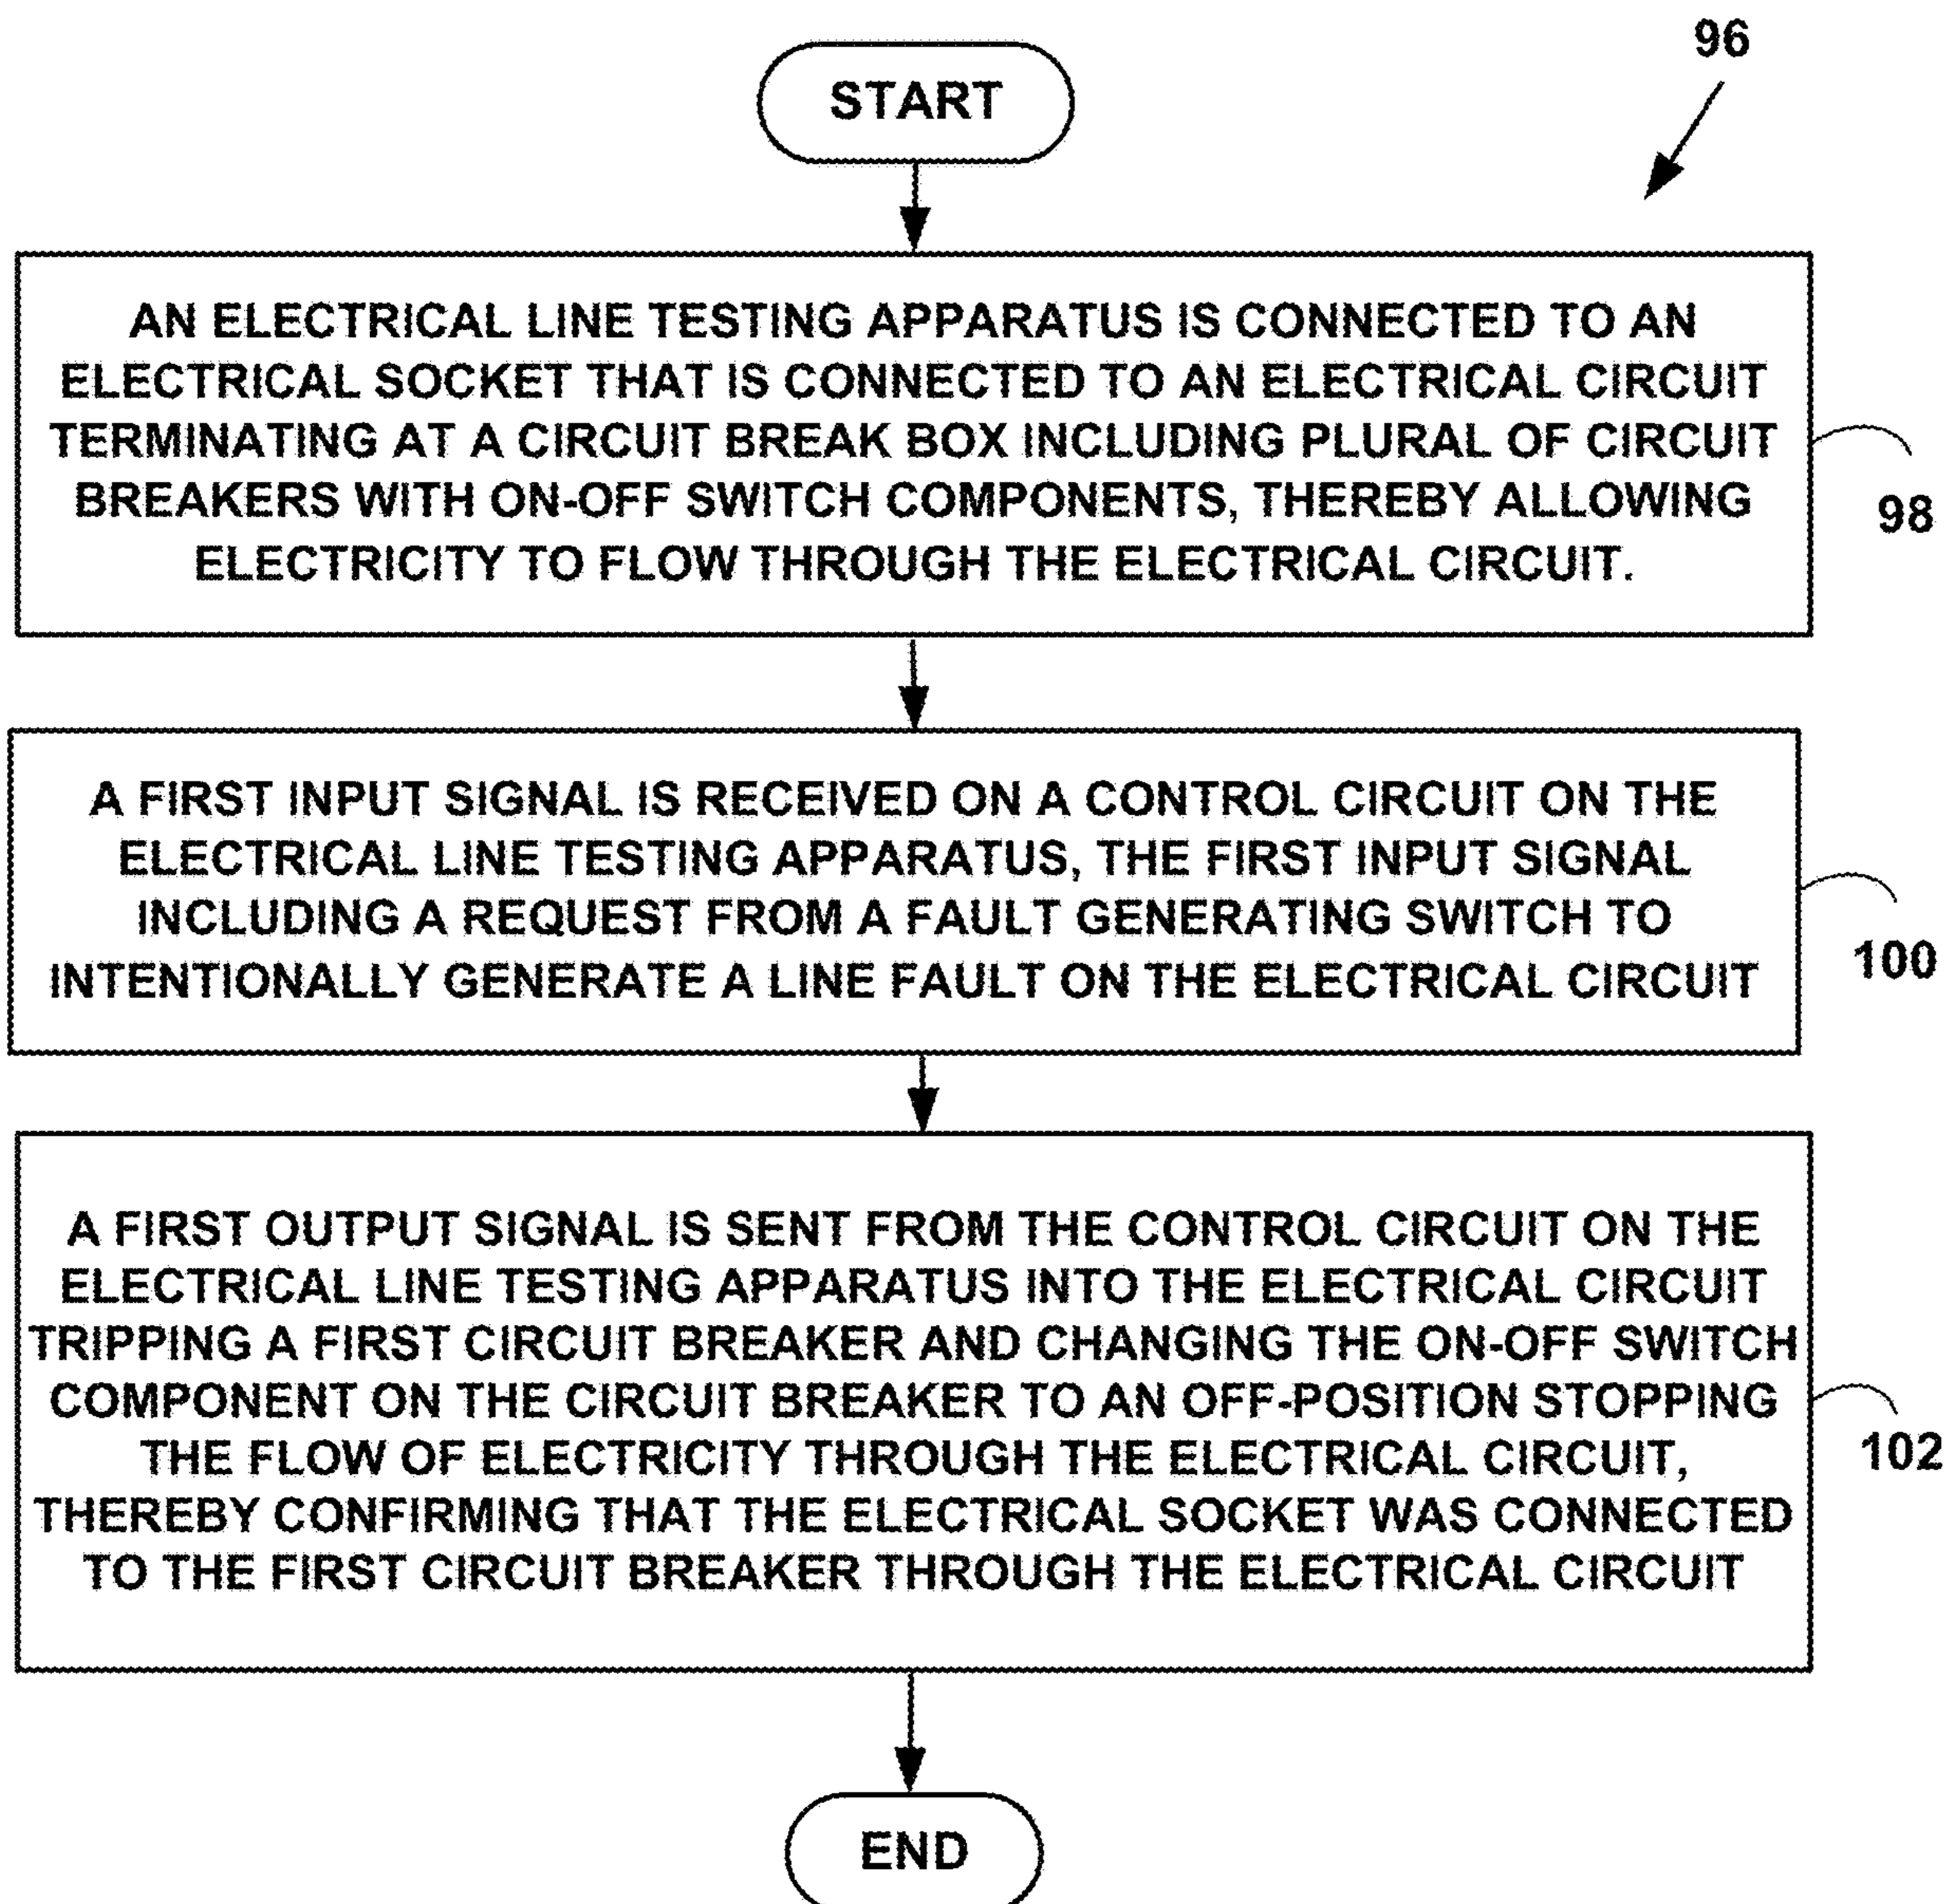 96
START
AN ELECTRICAL LINE TESTING APPARATUS IS CONNECTED TO AN
ELECTRICAL SOCKET THAT IS CONNECTED TO AN ELECTRICAL CIRCUIT
TERMINATING AT A CIRCUIT BREAK BOX INCLUDING PLURAL OF CIRCUIT
BREAKERS WITH ON-OFF SWITCH COMPONENTS, THEREBY ALLOWING
ELECTRICITY TO FLOW THROUGH THE ELECTRICAL CIRCUIT.
98
A FIRST INPUT SIGNAL IS RECEIVED ON A CONTROL CIRCUIT ON THE
ELECTRICAL LINE TESTING APPARATUS, THE FIRST INPUT SIGNAL
INCLUDING A REQUEST FROM A FAULT GENERATING SWITCH TO
INTENTIONALLY GENERATE A LINE FAULT ON THE ELECTRICAL CIRCUIT
100
A FIRST OUTPUT SIGNAL IS SENT FROM THE CONTROL CIRCUIT ON THE
ELECTRICAL LINE TESTING APPARATUS INTO THE ELECTRICAL CIRCUIT
TRIPPING A FIRST CIRCUIT BREAKER AND CHANGING THE ON-OFF SWITCH
COMPONENT ON THE CIRCUIT BREAKER TO AN OFF-POSITION STOPPING
THE FLOW OF ELECTRICITY THROUGH THE ELECTRICAL CIRCUIT,
THEREBY CONFIRMING THAT THE ELECTRICAL SOCKET WAS CONNECTED
TO THE FIRST CIRCUIT BREAKER THROUGH THE ELECTRICAL CIRCUIT
102
END